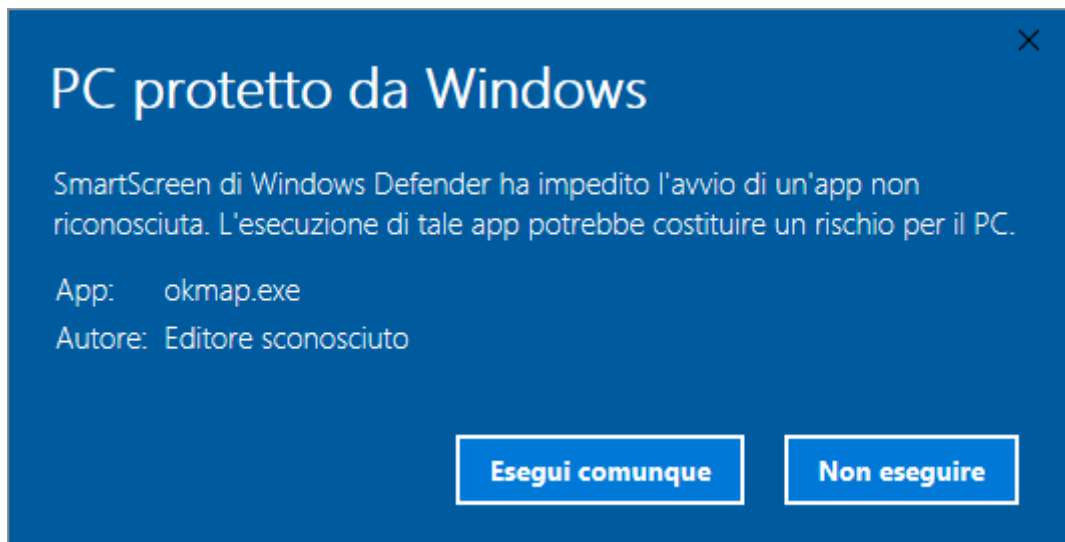 PC protetto da Windows
SmartScreen di Windows Defender ha impedito l'avvio di un'app non
riconosciuta. L'esecuzione di tale app potrebbe costituire un rischio per il PC.
App: okmap.exe
Autore: Editore sconosciuto
Esegui comunque Non eseguire